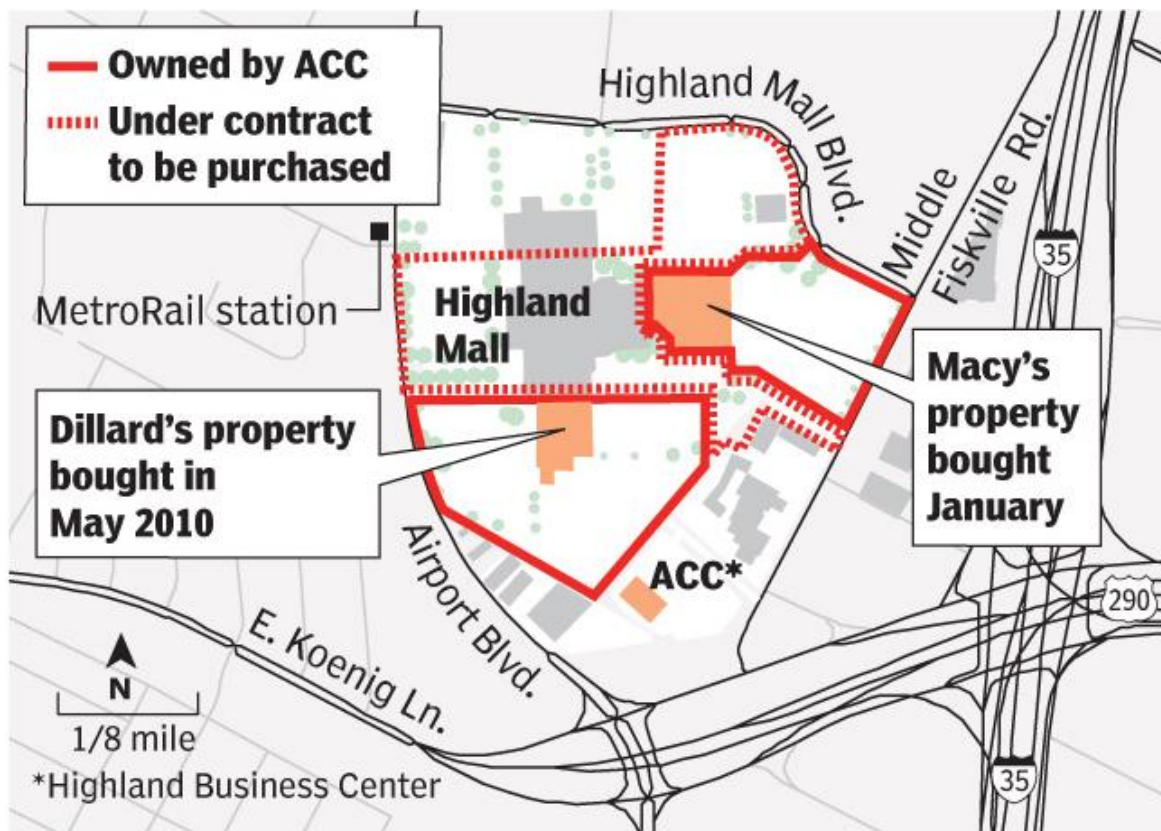 Owned by ACC
Under contract
to be purchased
Highland Mall Blvd.
Middle
Fiskville Rd.
35
MetroRail station
Highland
Mall
Macy's
property
bought
January
Dillard's property
bought in
May 2010
ACC*
Airport Blvd.
290
E. Koenig Ln.
N
1/8 mile
*Highland Business Center
35